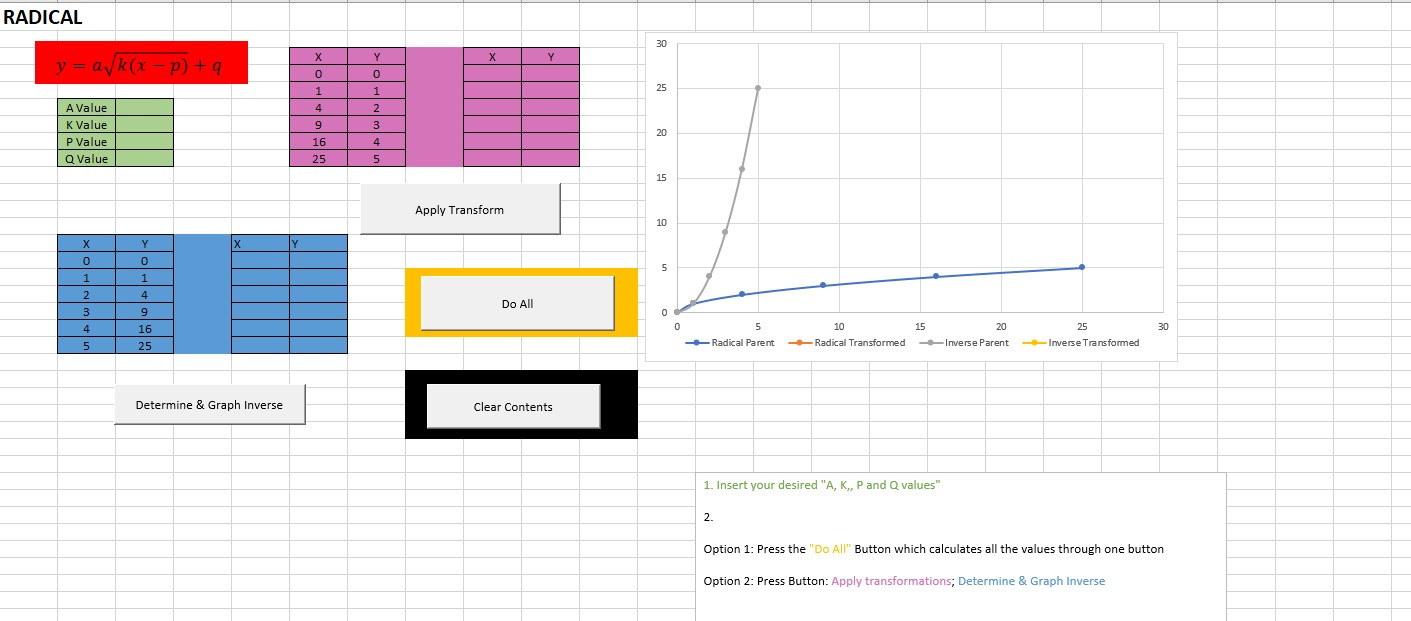 RADICAL
y = a√k(x − p) + q
A Value
K Value
P Value
Q Value
X Y X Y
0 0
1 1
4 2
9 3
16 4
25 5
Apply Transform
X Y X Y
0 0
1 1
2 4
3 9
4 16
5 25
Do All
Determine & Graph Inverse
Clear Contents
30
25
20
15
10
5
0
0 5 10 15 20 25 30
Radical Parent Radical Transformed Inverse Parent Inverse Transformed
1. Insert your desired "A, K,, P and Q values"
2.
Option 1: Press the "Do All" Button which calculates all the values through one button
Option 2: Press Button: Apply transformations; Determine & Graph Inverse